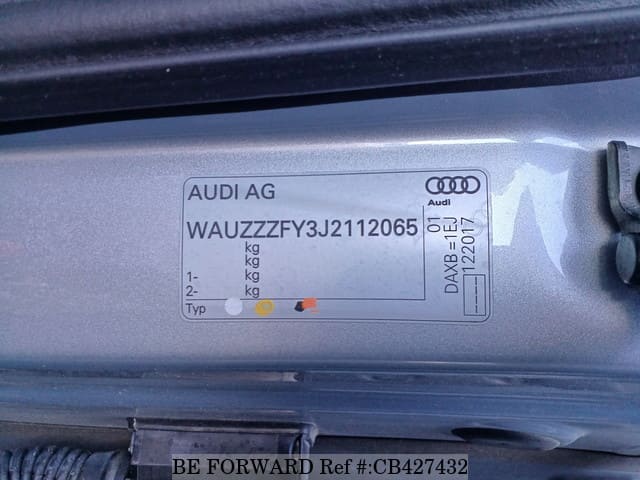 AUDI AG
Audi
WAUZZZFY3J2112065
kg
kg
1- kg
2- kg
Typ
01
DAXB=1EJ
122017
BE FORWARD Ref #:CB427432